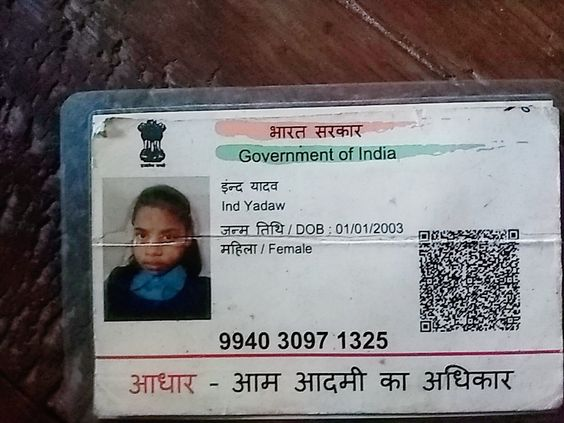 भारत सरकार
Government of India
इंन्द यादव
Ind Yadaw
जन्म तिथि / DOB : 01/01/2003
महिला / Female
9940 3097 1325
आधार - आम आदमी का अधिकार